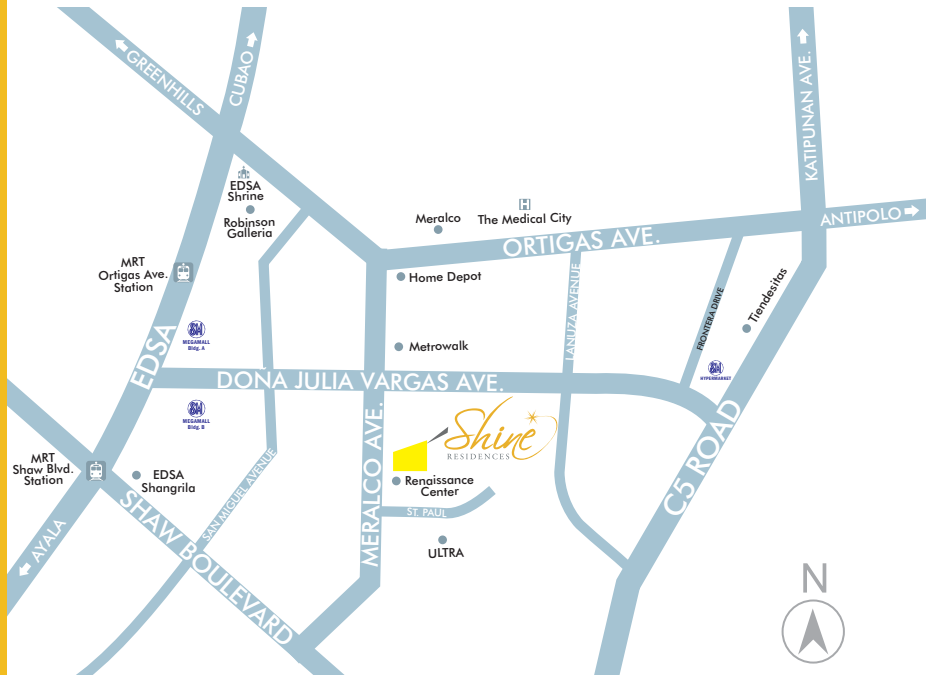 GREENHILLS
CUBAO
KATIPUNAN AVE.
EDSA
Shrine
Robinson
Galleria
Meralco
The Medical City
ANTIPOLO
ORTIGAS AVE.
MRT
Ortigas Ave.
Station
Home Depot
LANUZA AVENUE
FRONTERA DRIVE
Tiendesitas
SM
MEGAMALL
Bldg. A
EDSA
Metrowalk
SM
HYPERMARKET
DONA JULIA VARGAS AVE.
SM
MEGAMALL
Bldg. B
MERALCO AVE.
Shine
RESIDENCES
C5 ROAD
MRT
Shaw Blvd.
Station
EDSA
Shangrila
SAN MIGUEL AVENUE
Renaissance
Center
ST. PAUL
ULTRA
AYALA
SHAW BOULEVARD
N